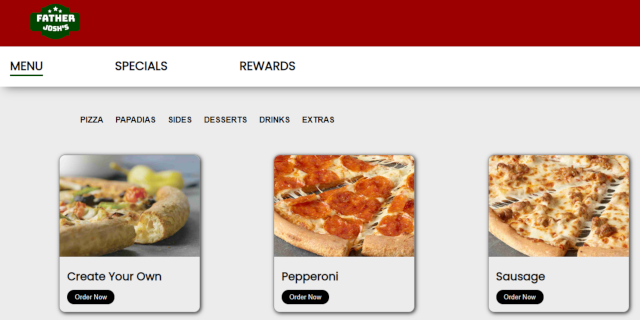 FATHER
JOSH'S
MENU SPECIALS REWARDS
PIZZA PAPADIAS SIDES DESSERTS DRINKS EXTRAS
Create Your Own
Order Now
Pepperoni
Order Now
Sausage
Order Now